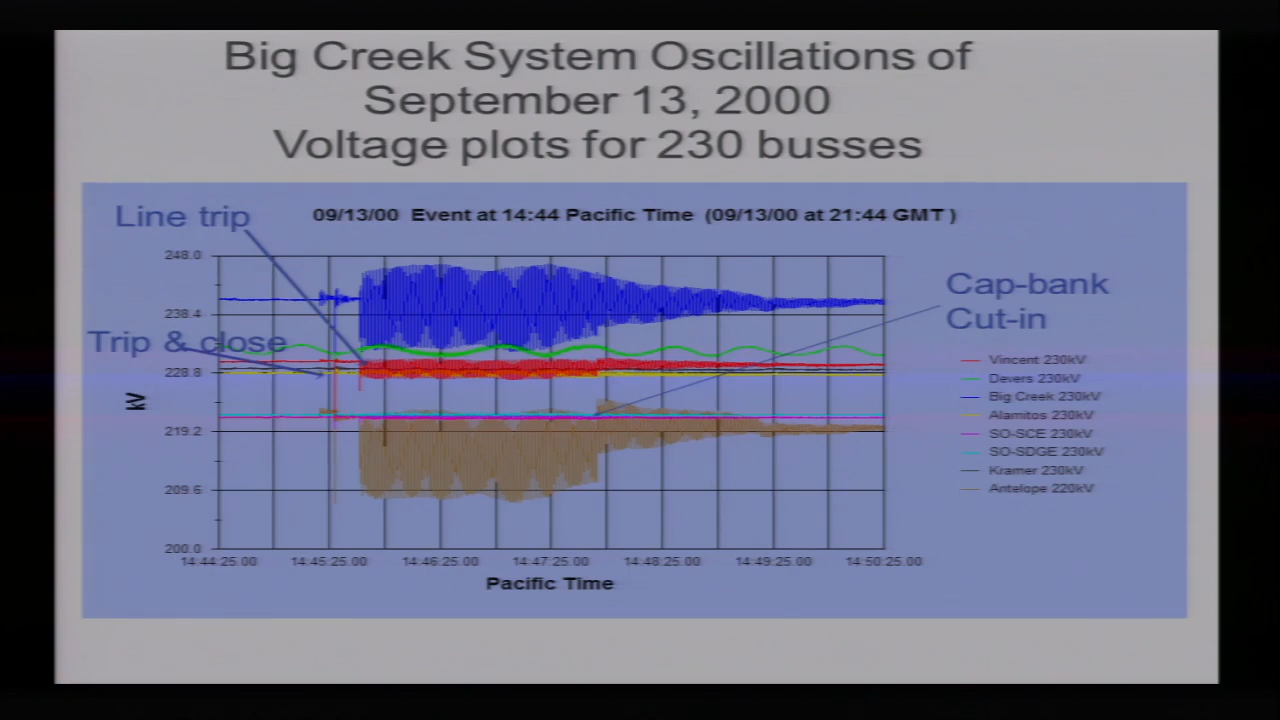 Big Creek System Oscillations of
September 13, 2000
Voltage plots for 230 busses
Line trip
09/13/00 Event at 14:44 Pacific Time (09/13/00 at 21:44 GMT )
248.0
238.4
228.8
219.2
209.6
200.0
kV
Trip & close
Cap-bank
Cut-in
Vincent 230kV
Devers 230kV
Big Creek 230kV
Alamitos 230kV
SO-SCE 230kV
SO-SDGE 230kV
Kramer 230kV
Antelope 220kV
14:44:25.00 14:45:25.00 14:46:25.00 14:47:25.00 14:48:25.00 14:49:25.00 14:50:25.00
Pacific Time